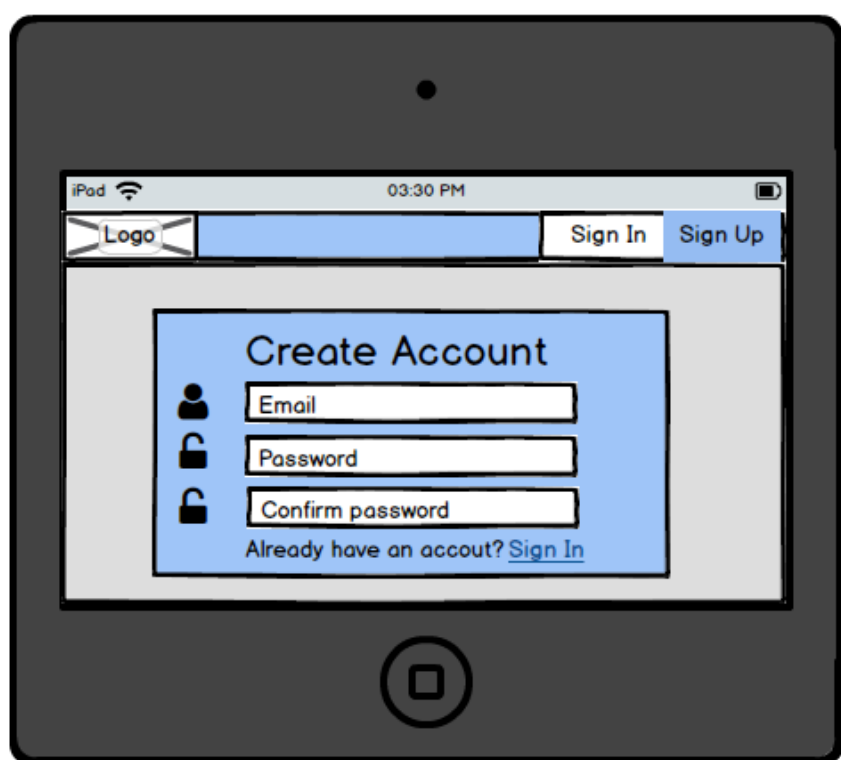 iPad 03:30 PM
Logo Sign In Sign Up
Create Account
Email
Password
Confirm password
Already have an accout? Sign In